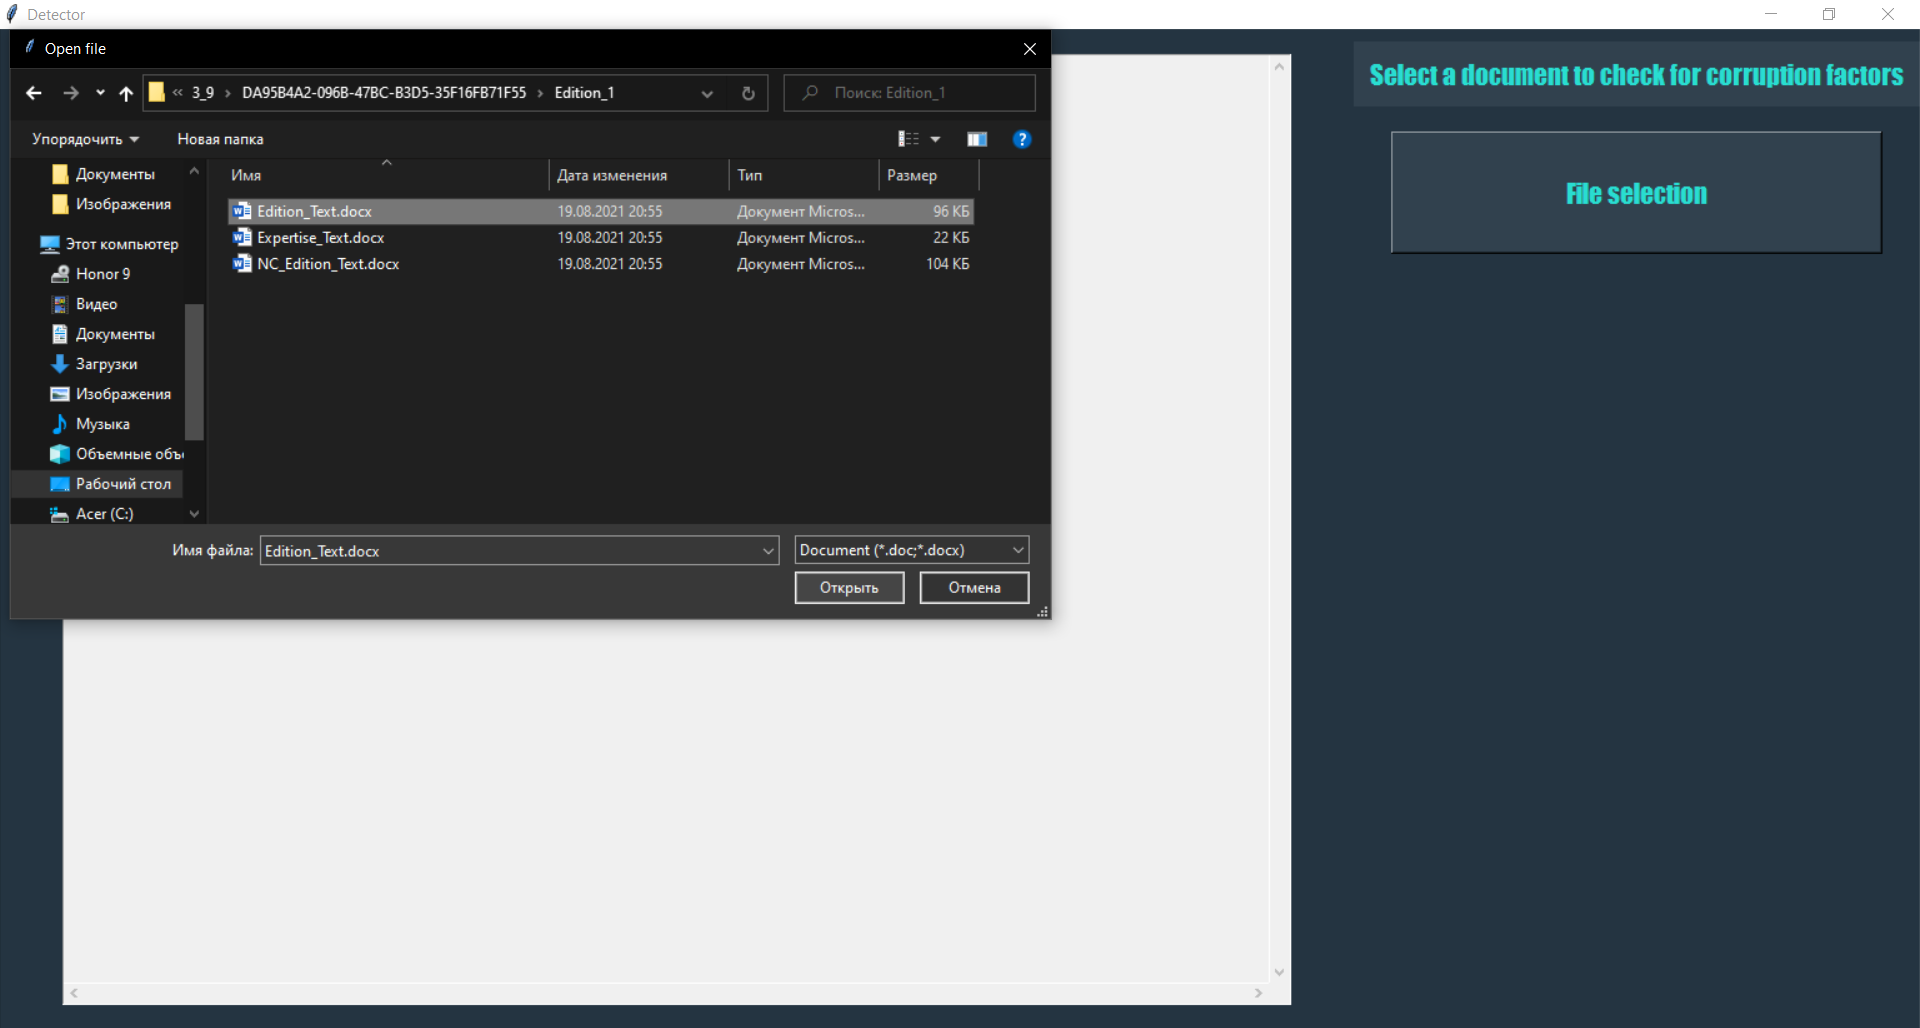 Detector
Open file
« 3_9 › DA95B4A2-096B-47BC-B3D5-35F16FB71F55 › Edition_1
Поиск: Edition_1
Упорядочить
Новая папка
Документы
Изображения
Этот компьютер
Honor 9
Видео
Документы
Загрузки
Изображения
Музыка
Объемные объ
Рабочий стол
Acer (C:)
Имя Дата изменения Тип Размер
Edition_Text.docx 19.08.2021 20:55 Документ Micros... 96 КБ
Expertise_Text.docx 19.08.2021 20:55 Документ Micros... 22 КБ
NC_Edition_Text.docx 19.08.2021 20:55 Документ Micros... 104 КБ
Имя файла: Edition_Text.docx
Document (*.doc;*.docx)
Открыть
Отмена
Select a document to check for corruption factors
File selection